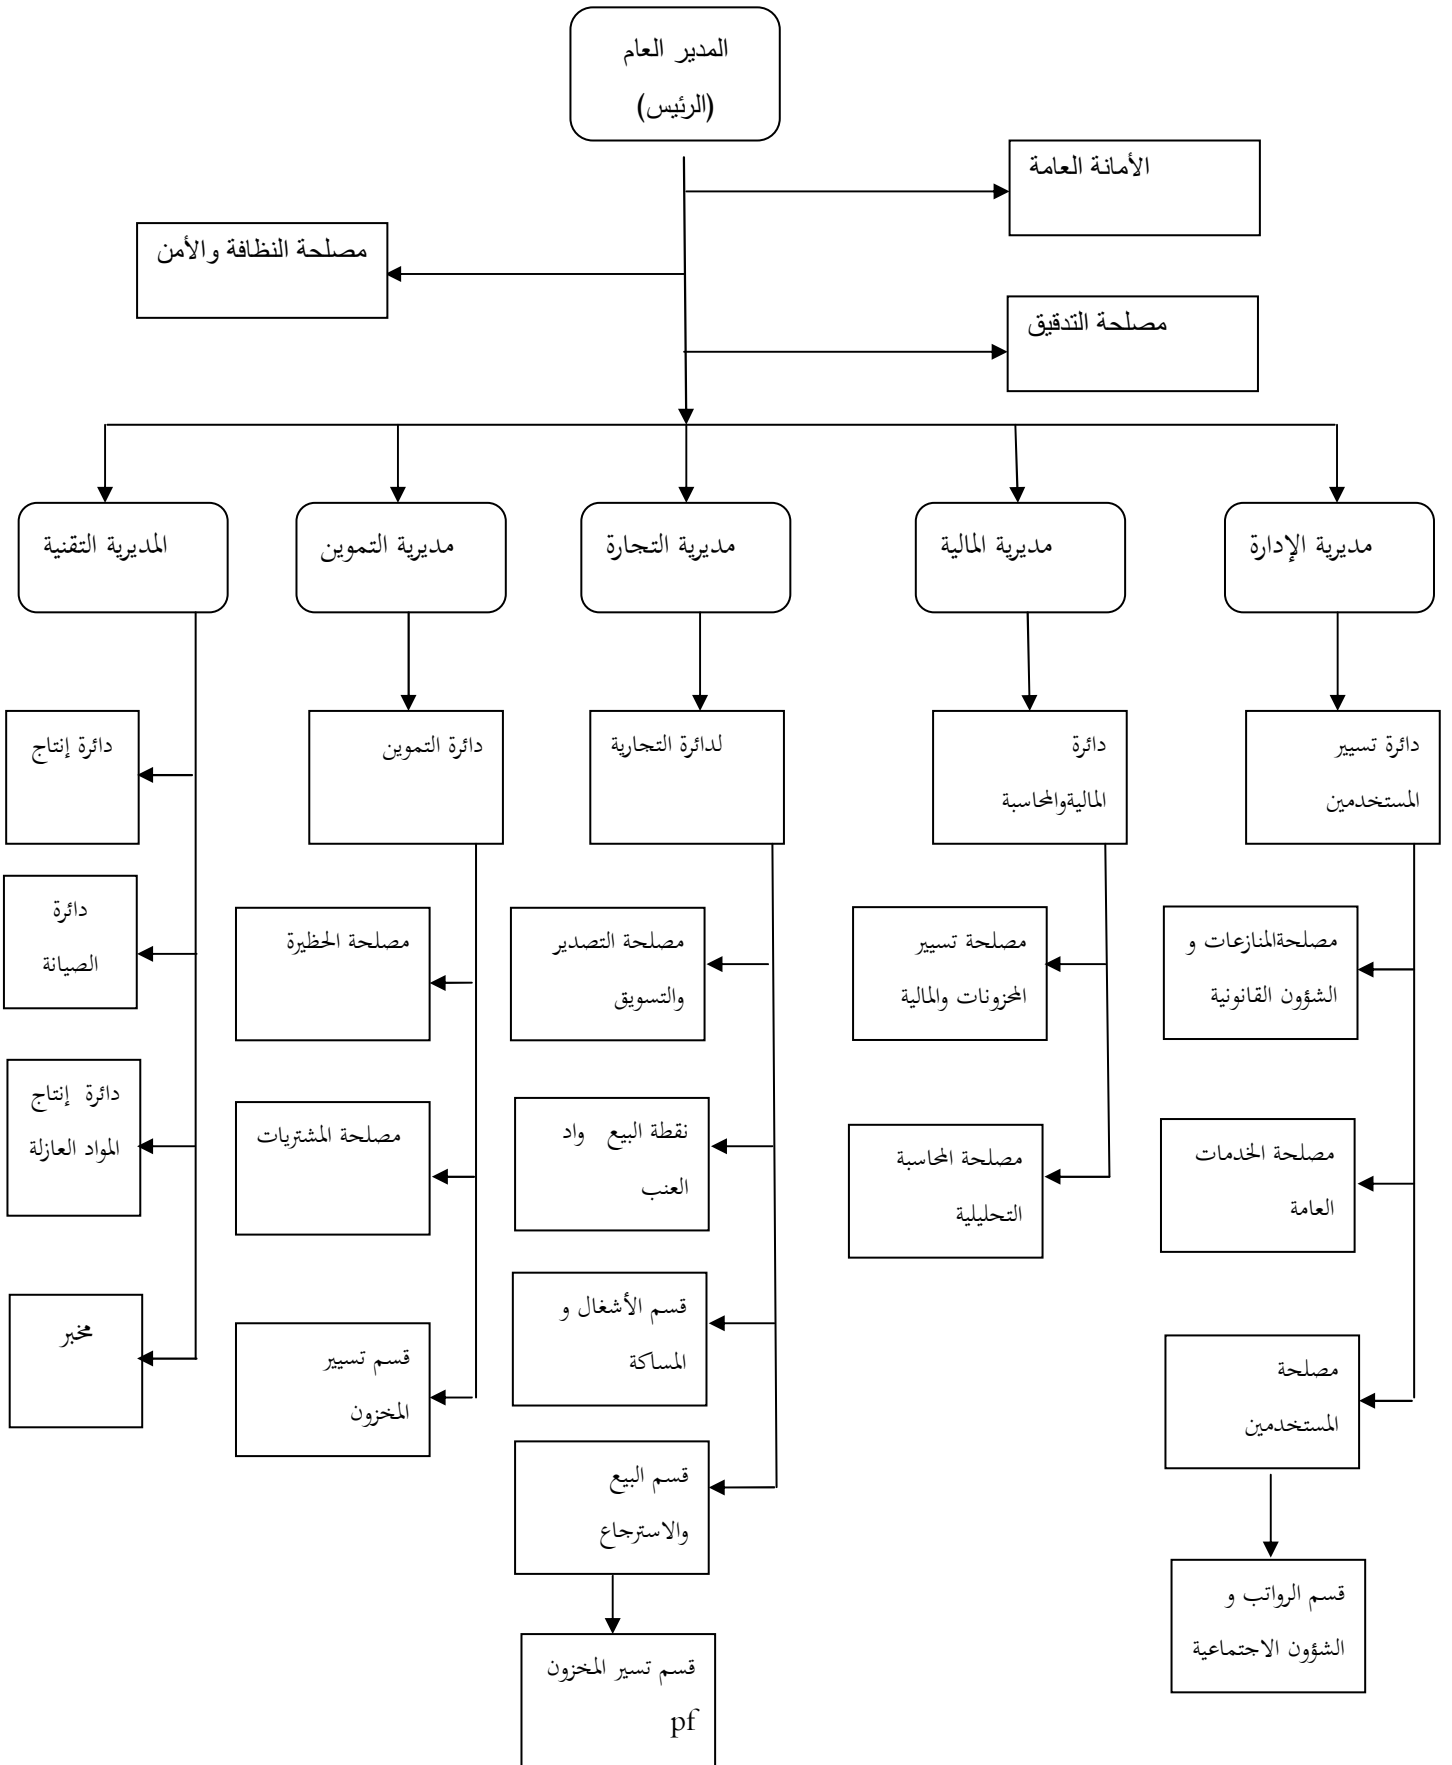 المدير العام
(الرئيس)
الأمانة العامة
مصلحة النظافة والأمن
مصلحة التدقيق
مديرية الإدارة
مديرية المالية
مديرية التجارة
مديرية التموين
المديرية التقنية
دائرة تسيير
المستخدمين
دائرة
الماليةوالمحاسبة
لدائرة التجارية
دائرة التموين
دائرة إنتاج
مصلحةالمنازعات و
الشؤون القانونية
مصلحة تسيير
المخزونات والمالية
مصلحة التصدير
والتسويق
مصلحة الحظيرة
دائرة
الصيانة
مصلحة الخدمات
العامة
مصلحة المحاسبة
التحليلية
نقطة البيع واد
العنب
مصلحة المشتريات
دائرة إنتاج
المواد العازلة
مصلحة
المستخدمين
قسم الأشغال و
المساكة
قسم تسيير
المخزون
مخبر
قسم البيع
والاسترجاع
قسم الرواتب و
الشؤون الاجتماعية
قسم تسير المخزون
pf